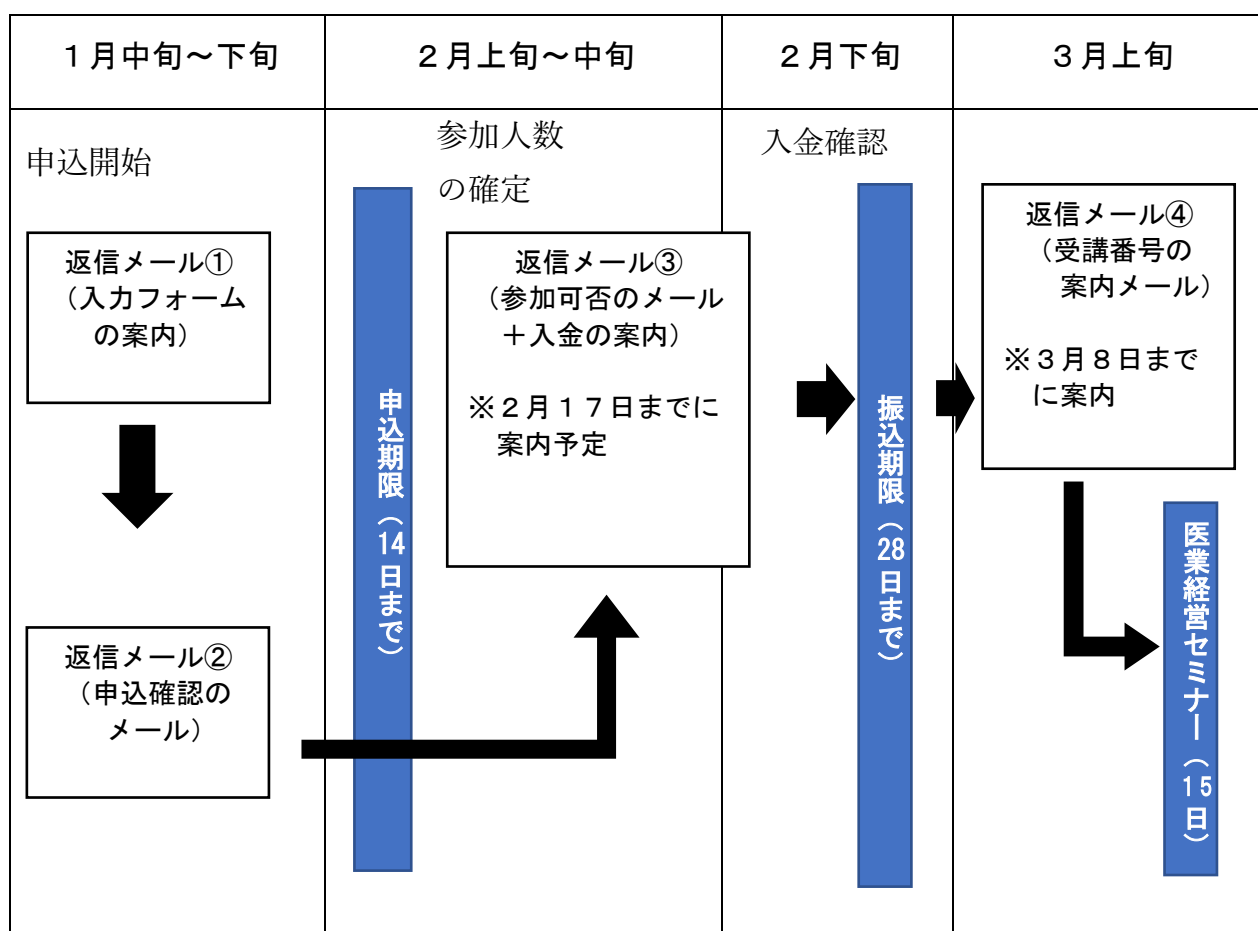 １月中旬～下旬
２月上旬～中旬
２月下旬
３月上旬
申込開始
返信メール①
（入力フォーム
の案内）
返信メール②
（申込確認の
メール）
申込期限（14日まで）
参加人数
の確定
返信メール③
（参加可否のメール
＋入金の案内）
※２月１７日までに
案内予定
入金確認
振込期限（28日まで）
返信メール④
（受講番号の
案内メール）
※３月８日まで
に案内
医業経営セミナー（15日）